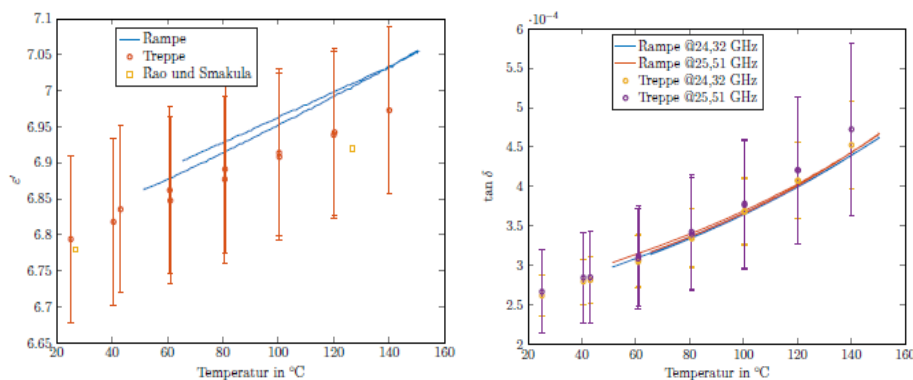 7.1
7.05
7
6.95
6.9
6.85
6.8
6.75
6.7
6.65
ε'
Rampe
Treppe
Rao und Smakula
20 40 60 80 100 120 140 160
Temperatur in °C
·10⁻⁴
6
5.5
5
4.5
4
3.5
3
2.5
2
tan δ
Rampe @24,32 GHz
Rampe @25,51 GHz
Treppe @24,32 GHz
Treppe @25,51 GHz
20 40 60 80 100 120 140 160
Temperatur in °C